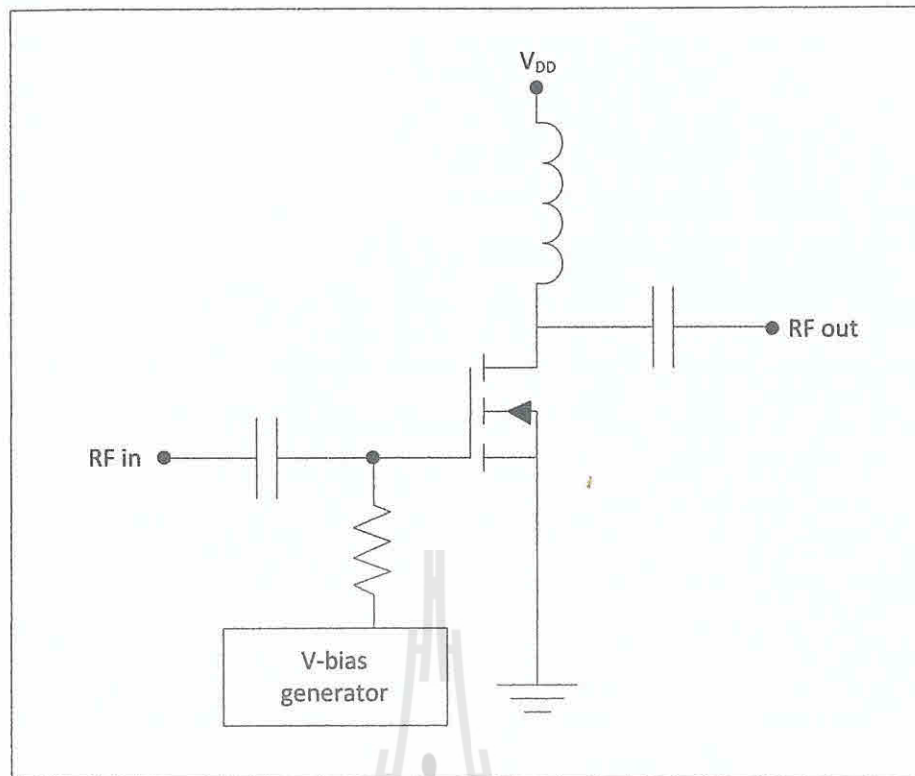 V_DD
RF out
RF in
V-bias
generator